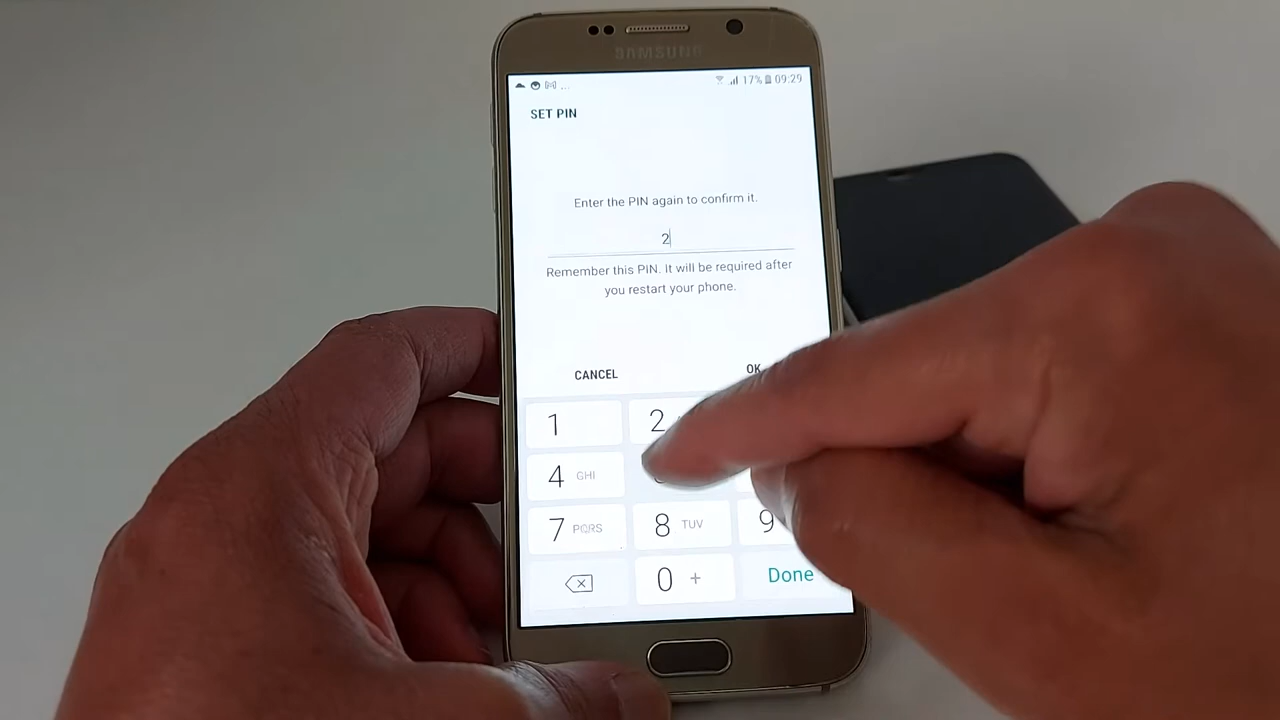 SAMSUNG
... 17% 09:29
SET PIN
Enter the PIN again to confirm it.
2
Remember this PIN. It will be required after
you restart your phone.
CANCEL OK
1 2
4 GHI
7 PQRS 8 TUV 9
0 + Done